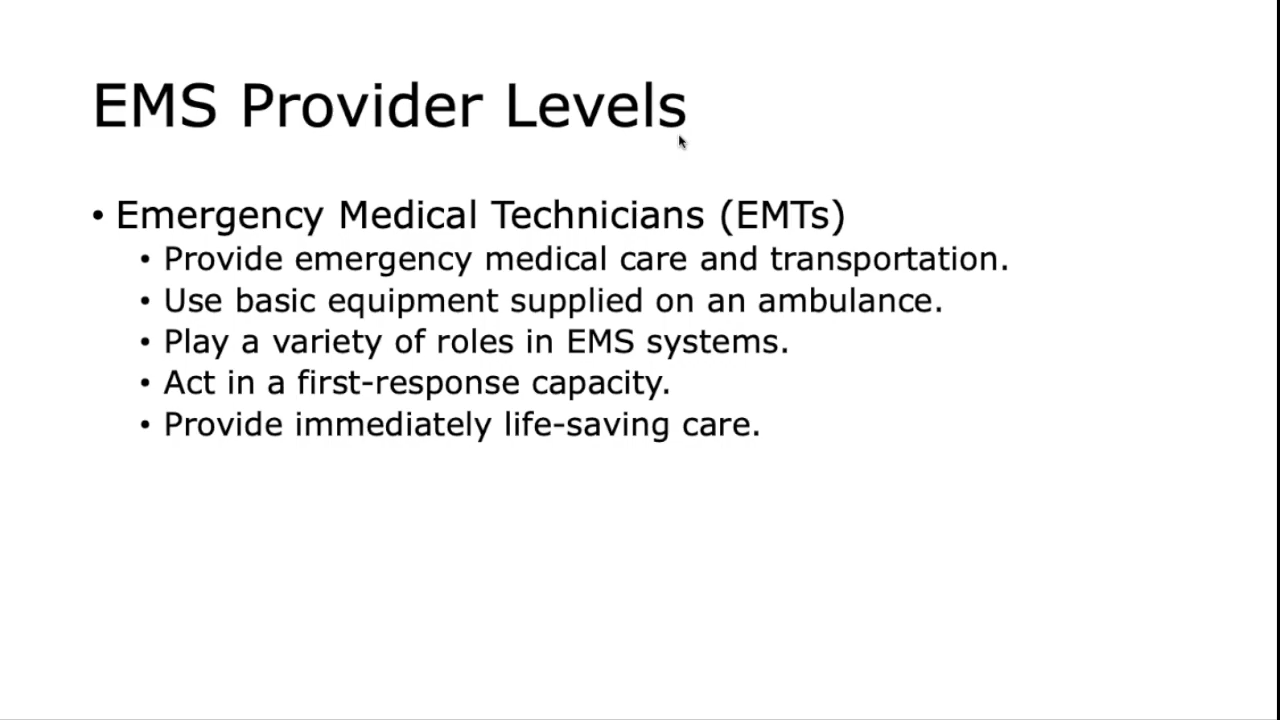 EMS Provider Levels
• Emergency Medical Technicians (EMTs)
• Provide emergency medical care and transportation.
• Use basic equipment supplied on an ambulance.
• Play a variety of roles in EMS systems.
• Act in a first-response capacity.
• Provide immediately life-saving care.